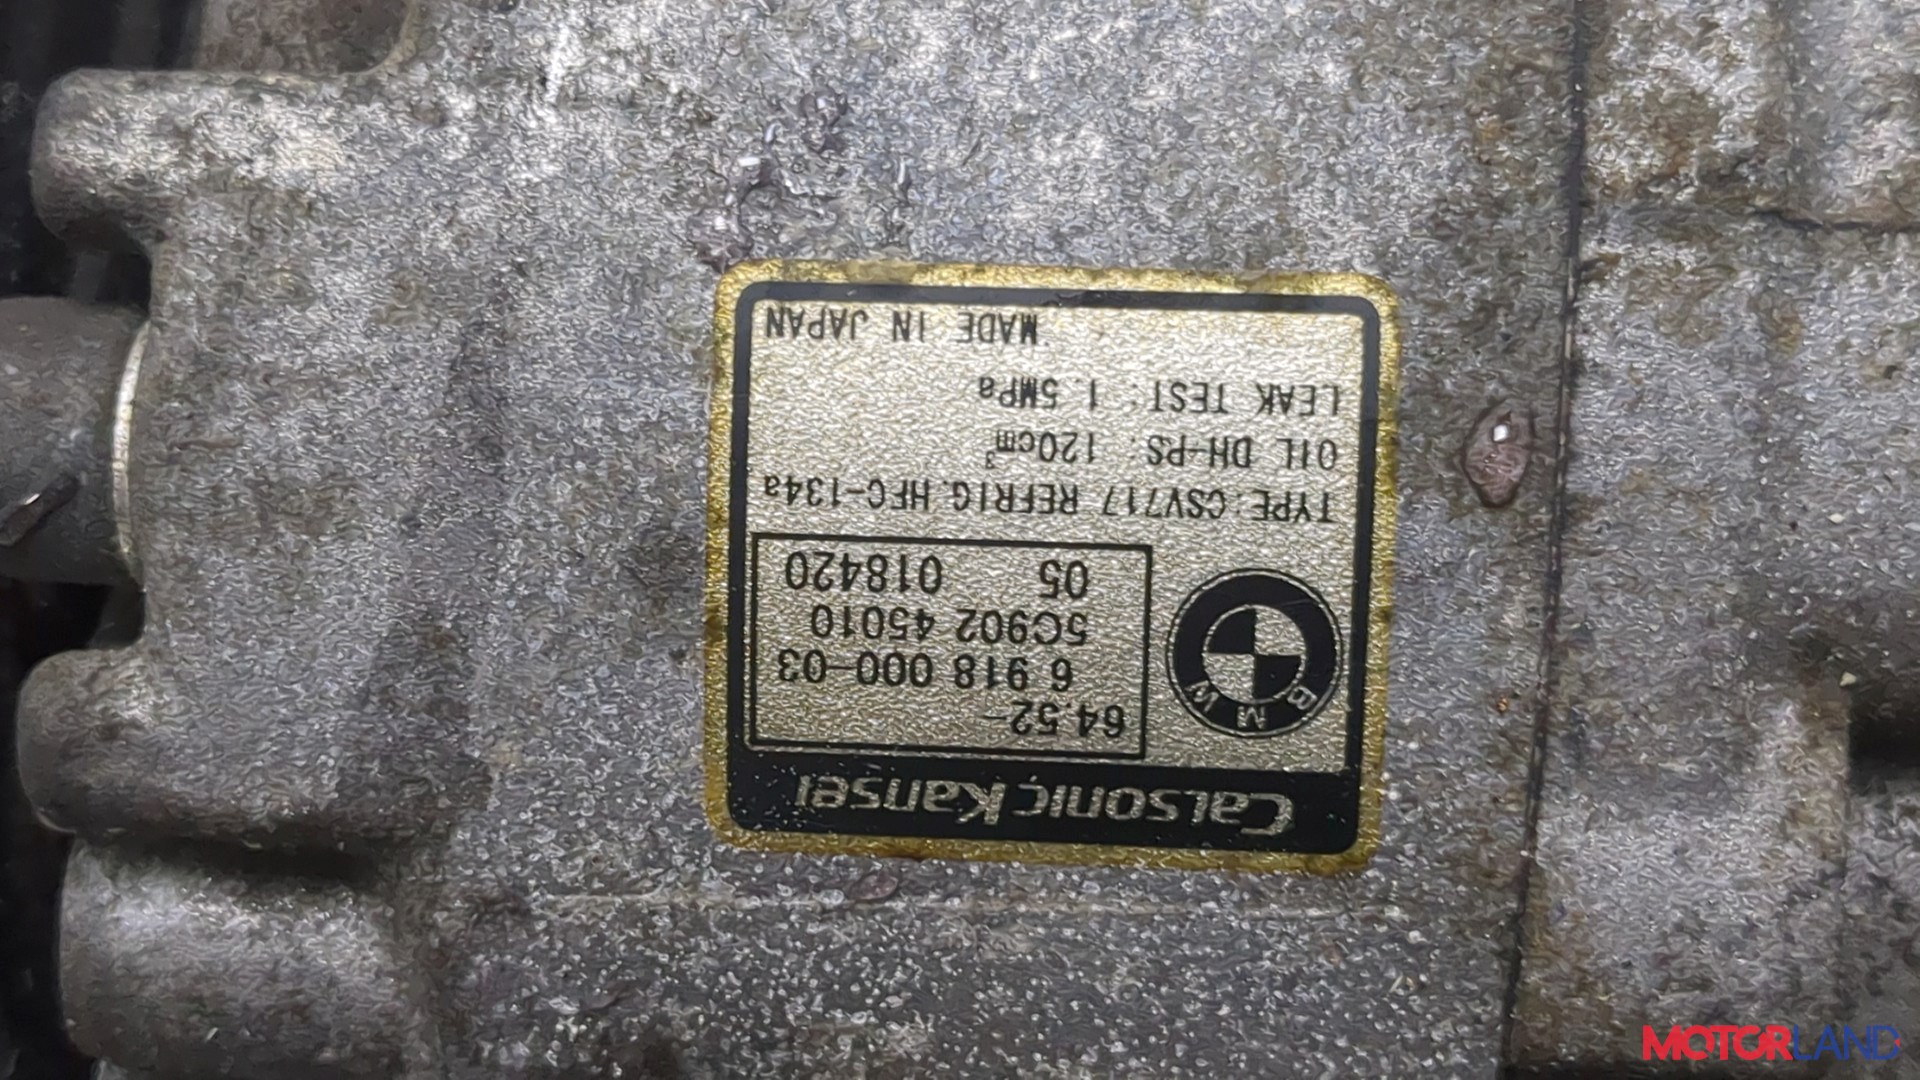 Calsonic Kansei
BMW
64.52-
6 918 000-03
5C902 45010
05 018420
TYPE:CSV717 REFRIG.HFC-134a
OIL DH-PS: 120cm³
LEAK TEST: 1.5MPa
MADE IN JAPAN
MOTORLAND